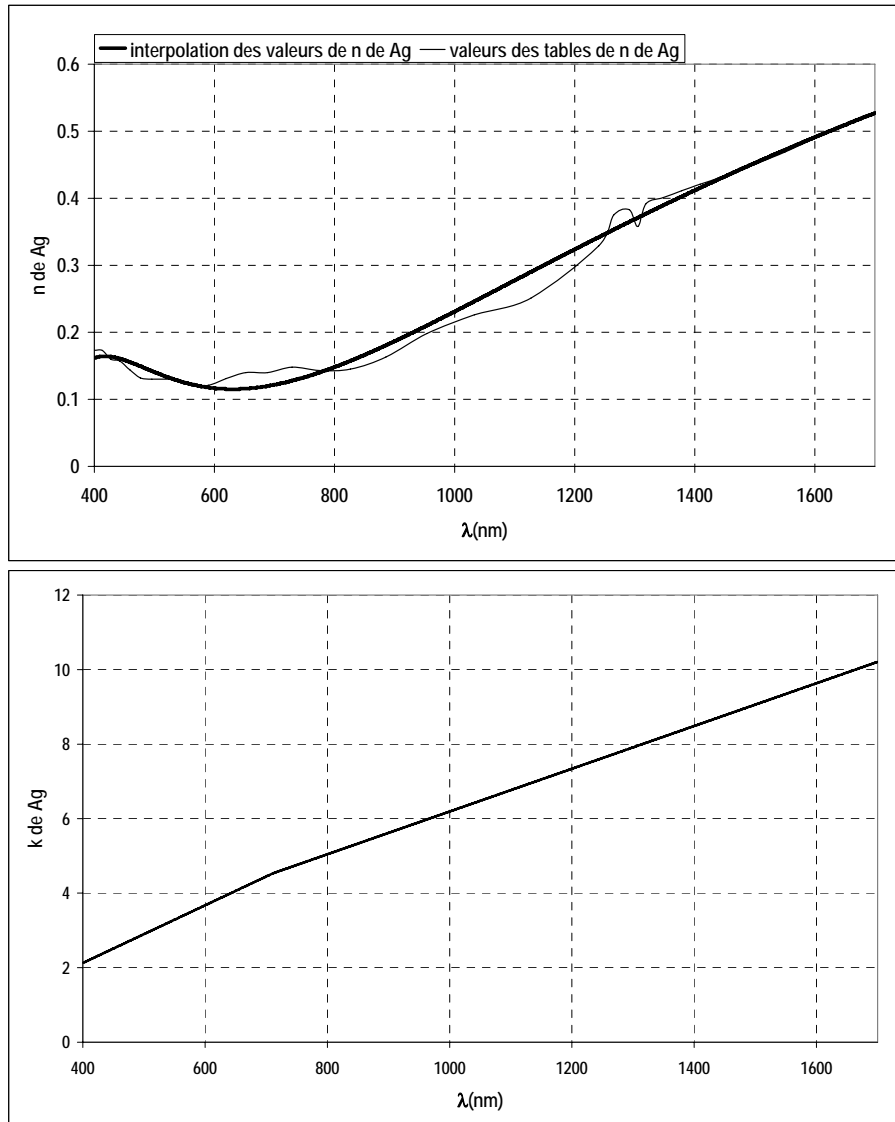 interpolation des valeurs de n de Ag valeurs des tables de n de Ag
0.6
0.5
0.4
0.3
0.2
0.1
0
n de Ag
400 600 800 1000 1200 1400 1600
λ(nm)
12
10
8
6
4
2
0
k de Ag
400 600 800 1000 1200 1400 1600
λ(nm)